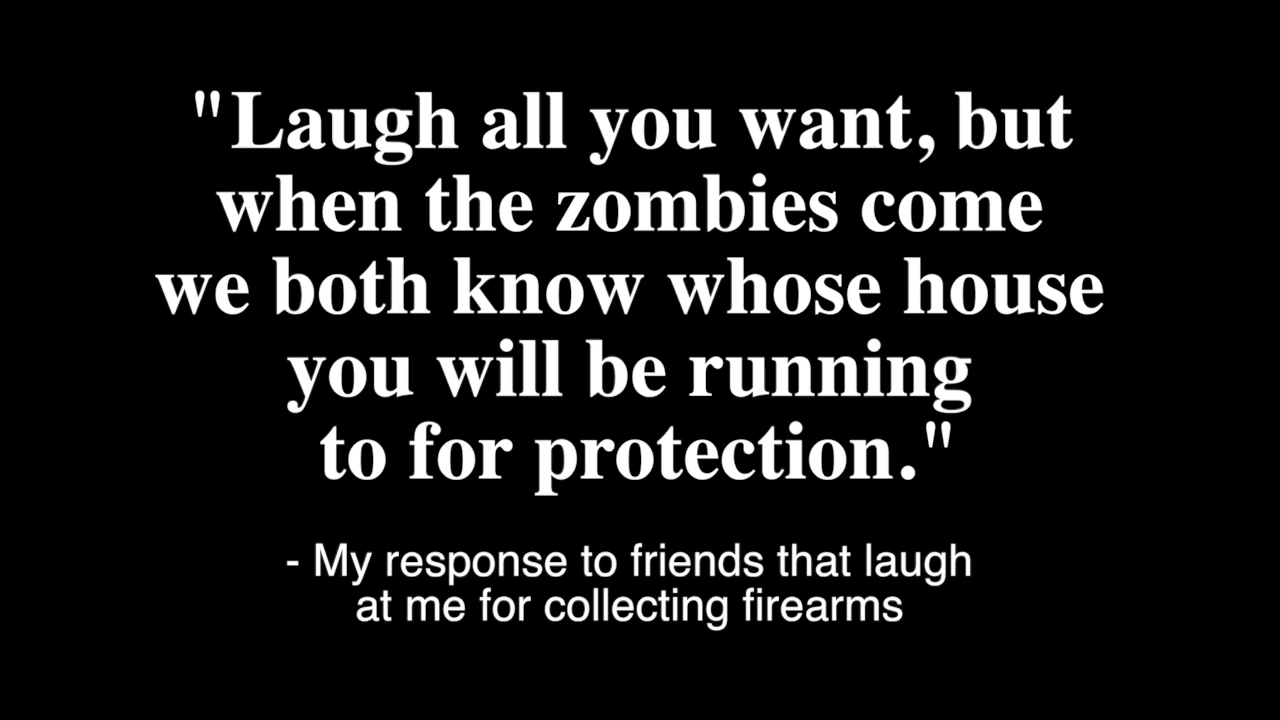 "Laugh all you want, but
when the zombies come
we both know whose house
you will be running
to for protection."
- My response to friends that laugh
at me for collecting firearms